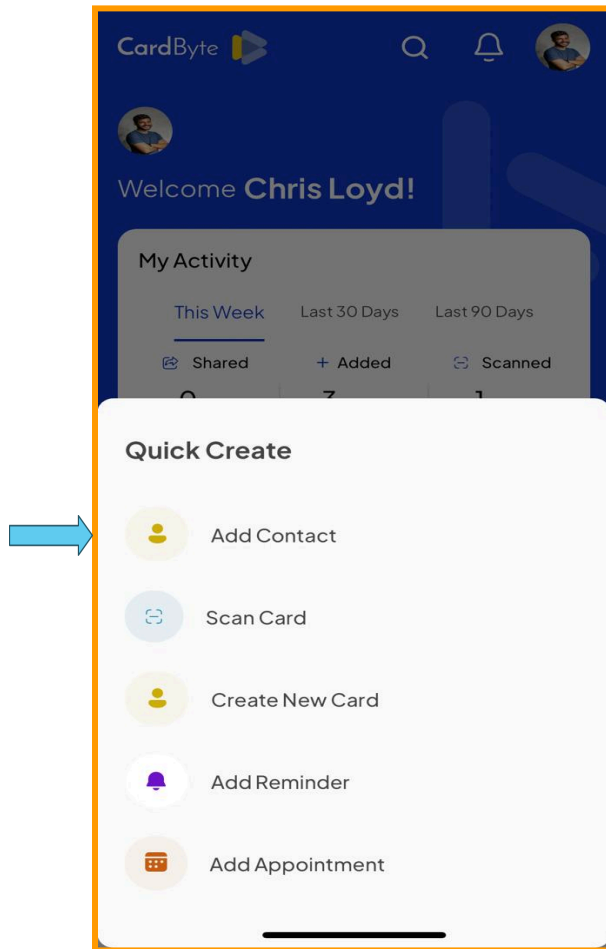 CardByte
Welcome Chris Loyd!
My Activity
This Week Last 30 Days Last 90 Days
Shared + Added Scanned
Quick Create
Add Contact
Scan Card
Create New Card
Add Reminder
Add Appointment